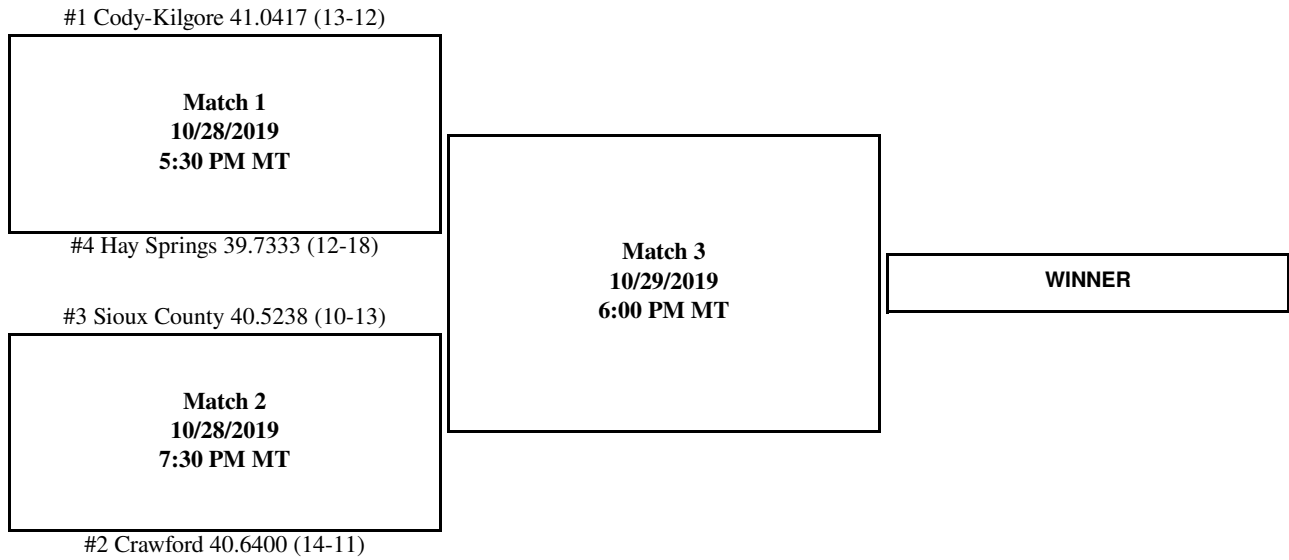 #1 Cody-Kilgore 41.0417 (13-12)
Match 1
10/28/2019
5:30 PM MT
#4 Hay Springs 39.7333 (12-18)
Match 3
10/29/2019
6:00 PM MT
WINNER
#3 Sioux County 40.5238 (10-13)
Match 2
10/28/2019
7:30 PM MT
#2 Crawford 40.6400 (14-11)